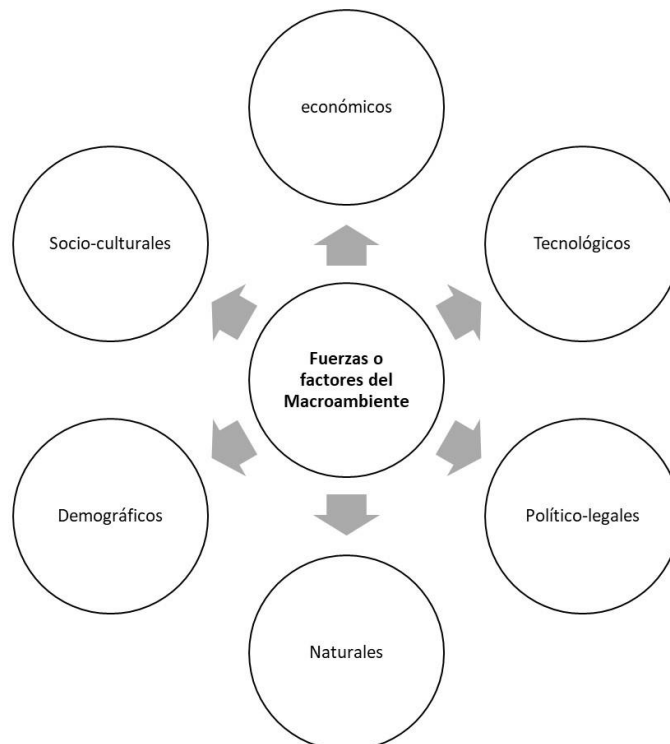 económicos
Socio-culturales
Tecnológicos
Fuerzas o
factores del
Macroambiente
Demográficos
Político-legales
Naturales